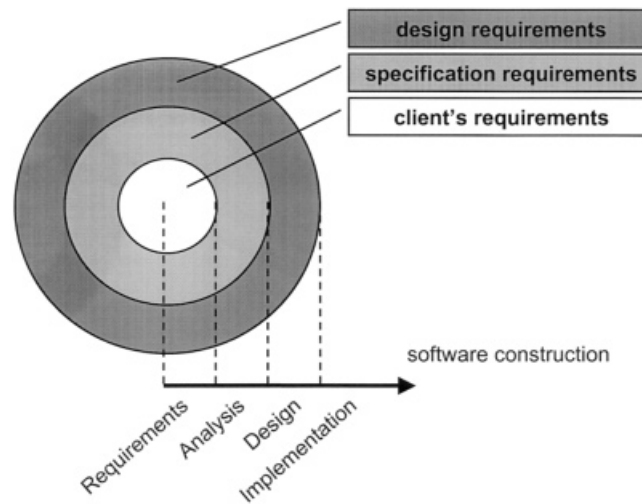 design requirements
specification requirements
client's requirements
software construction
Requirements
Analysis
Design
Implementation